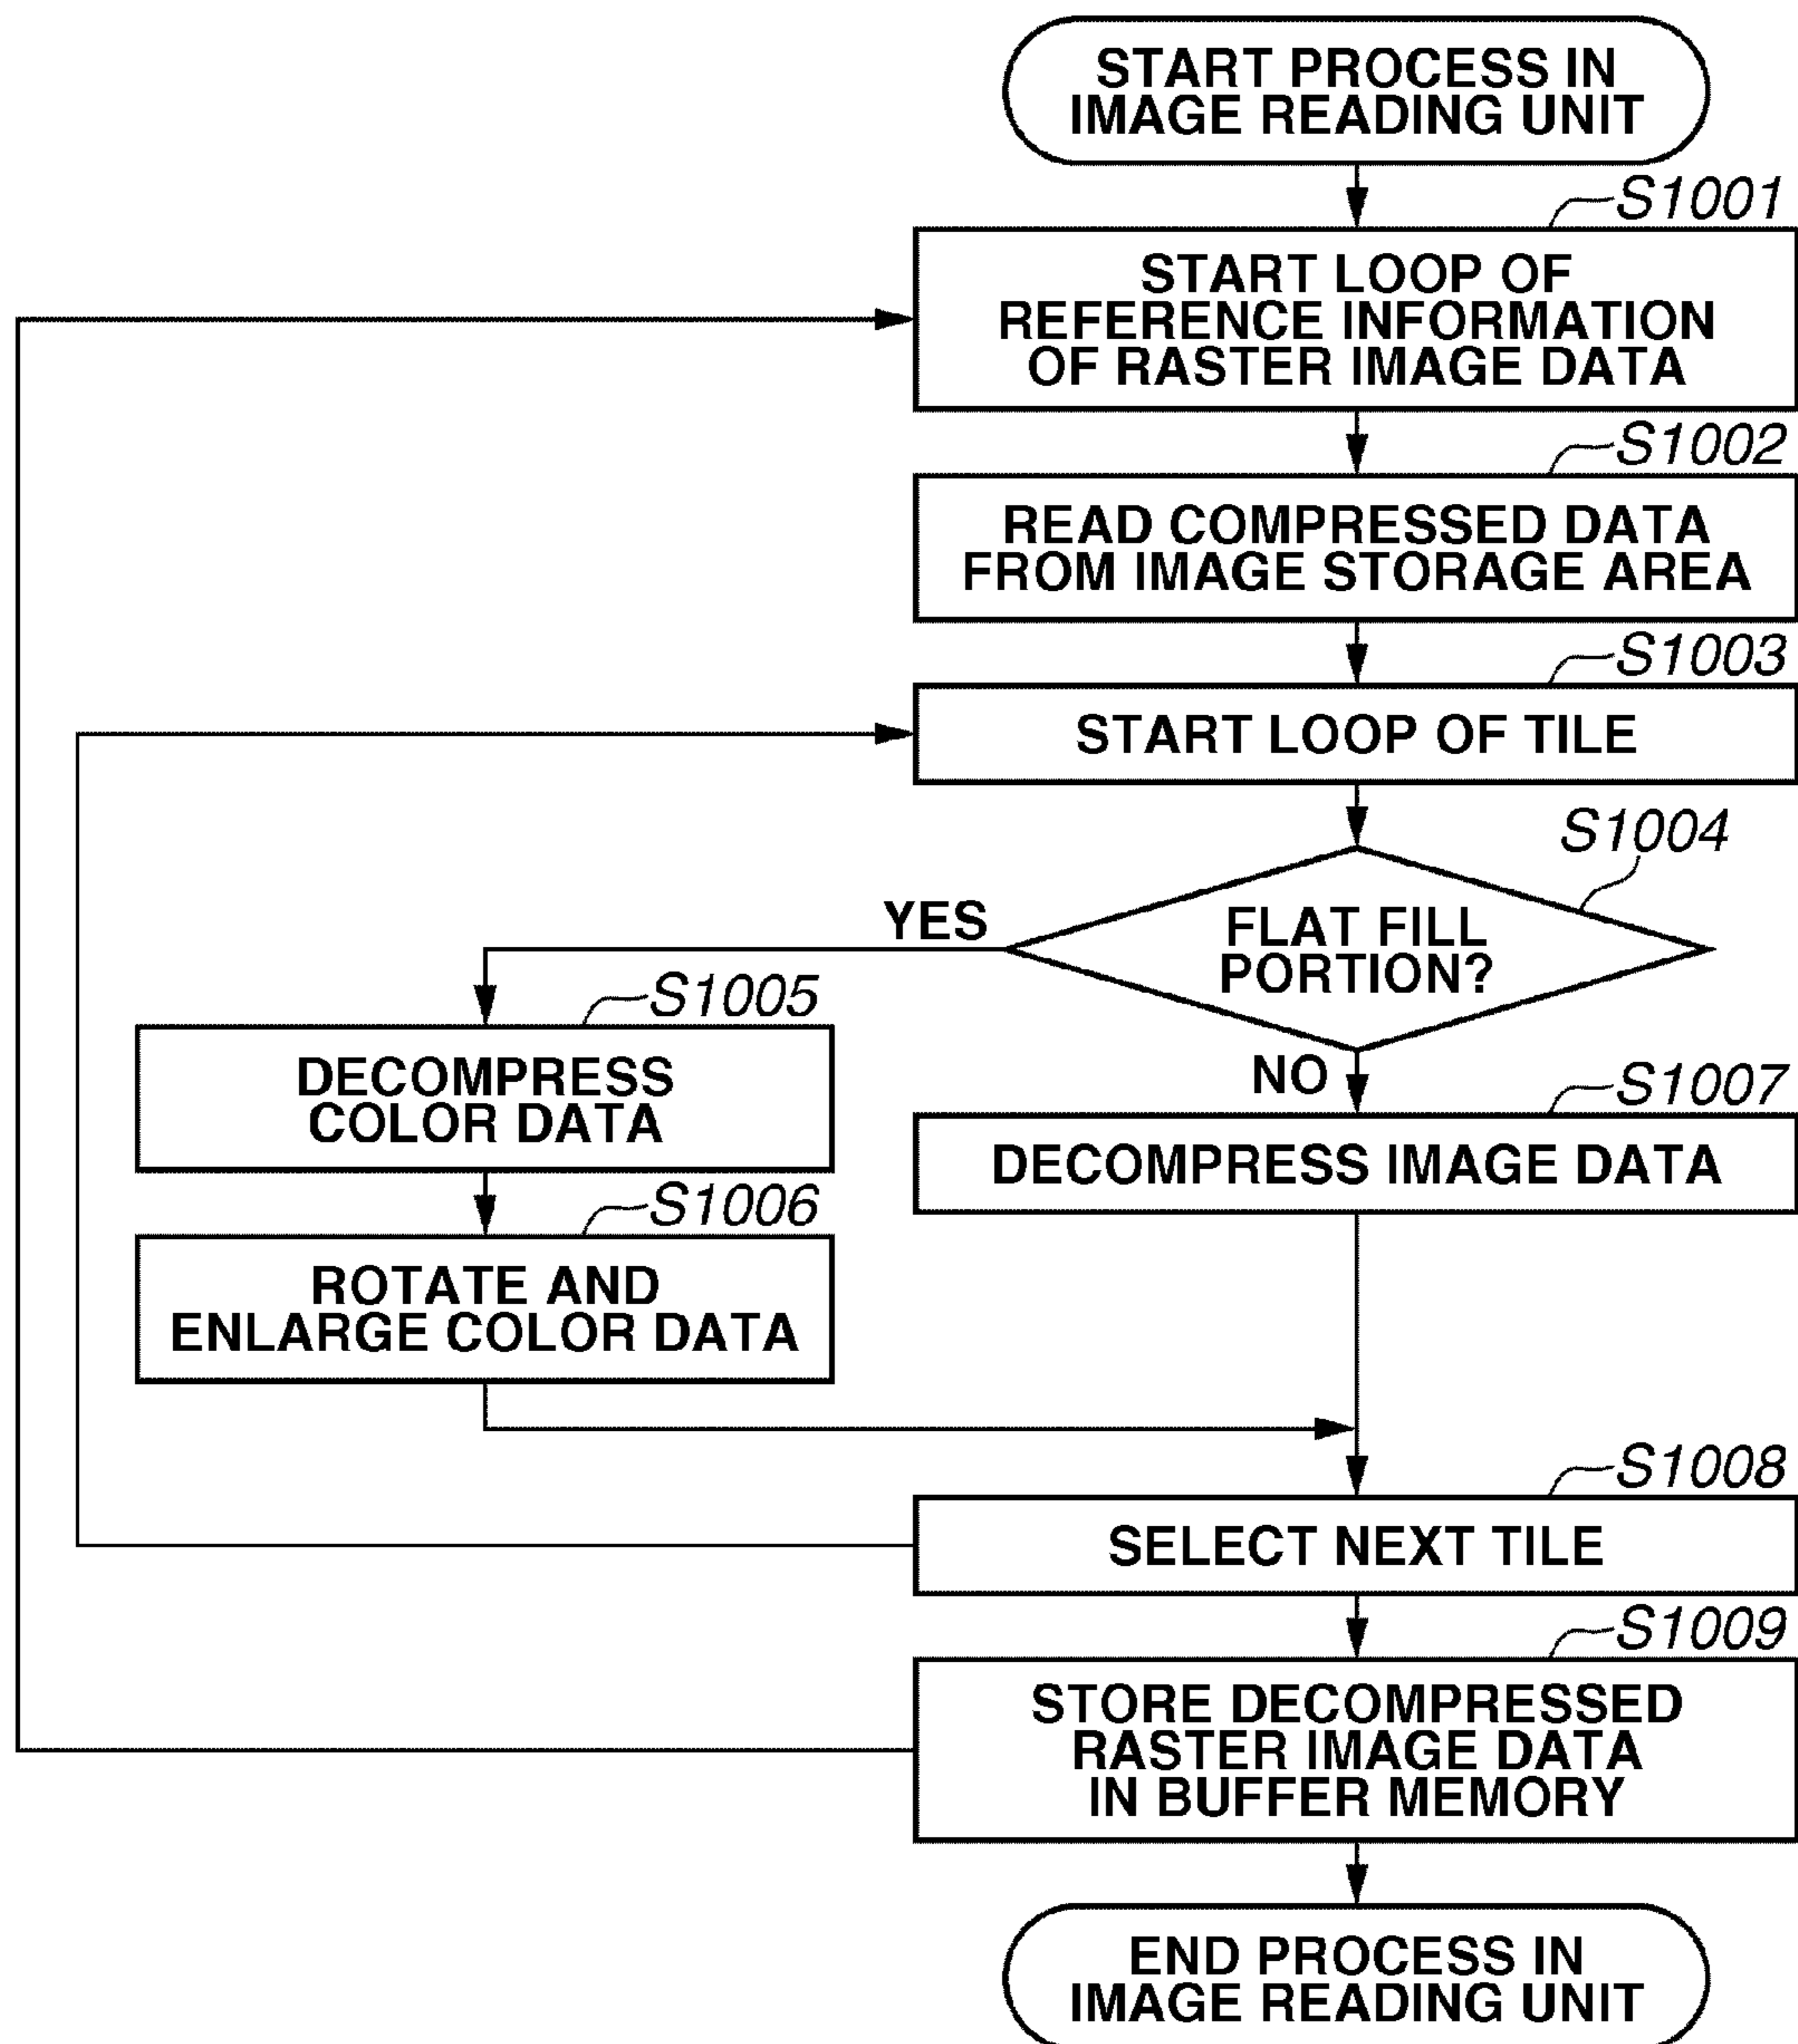 START PROCESS IN
IMAGE READING UNIT
S1001
START LOOP OF
REFERENCE INFORMATION
OF RASTER IMAGE DATA
S1002
READ COMPRESSED DATA
FROM IMAGE STORAGE AREA
S1003
START LOOP OF TILE
S1004
FLAT FILL
PORTION?
YES
NO
S1005
DECOMPRESS
COLOR DATA
S1006
ROTATE AND
ENLARGE COLOR DATA
S1007
DECOMPRESS IMAGE DATA
S1008
SELECT NEXT TILE
S1009
STORE DECOMPRESSED
RASTER IMAGE DATA
IN BUFFER MEMORY
END PROCESS IN
IMAGE READING UNIT